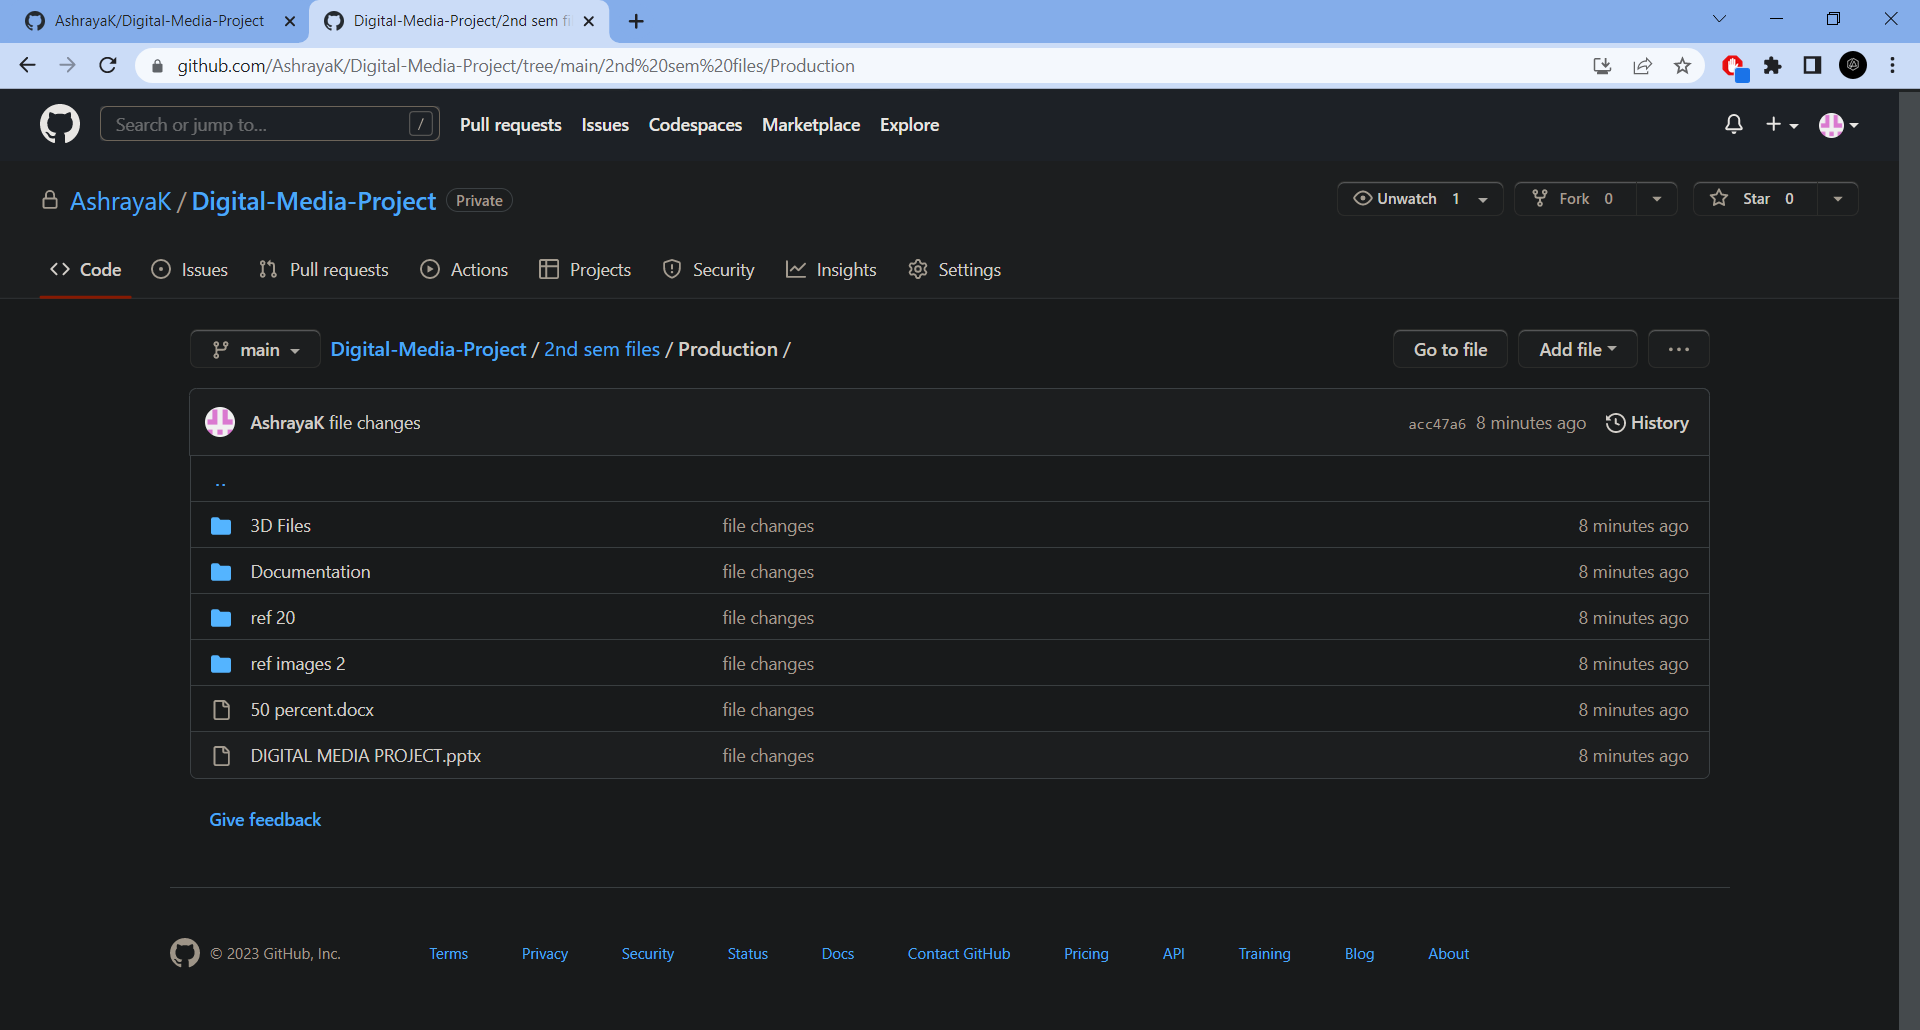 AshrayaK/Digital-Media-Project
Digital-Media-Project/2nd sem fi
github.com/AshrayaK/Digital-Media-Project/tree/main/2nd%20sem%20files/Production
Search or jump to... / Pull requests Issues Codespaces Marketplace Explore
AshrayaK / Digital-Media-Project Private Unwatch 1 Fork 0 Star 0
Code Issues Pull requests Actions Projects Security Insights Settings
main Digital-Media-Project / 2nd sem files / Production / Go to file Add file ...
AshrayaK file changes acc47a6 8 minutes ago History
..
3D Files file changes 8 minutes ago
Documentation file changes 8 minutes ago
ref 20 file changes 8 minutes ago
ref images 2 file changes 8 minutes ago
50 percent.docx file changes 8 minutes ago
DIGITAL MEDIA PROJECT.pptx file changes 8 minutes ago
Give feedback
© 2023 GitHub, Inc. Terms Privacy Security Status Docs Contact GitHub Pricing API Training Blog About